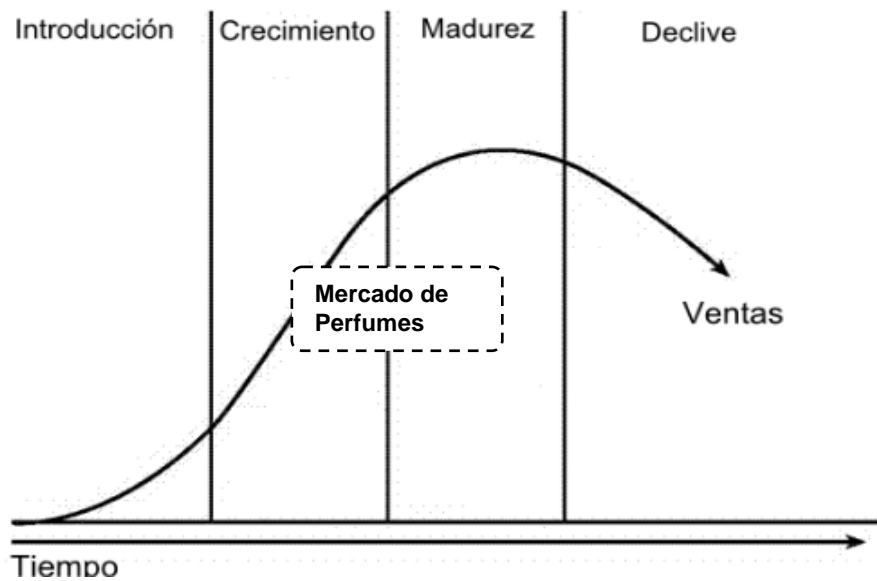 Introducción
Crecimiento
Madurez
Declive
Mercado de
Perfumes
Ventas
Tiempo